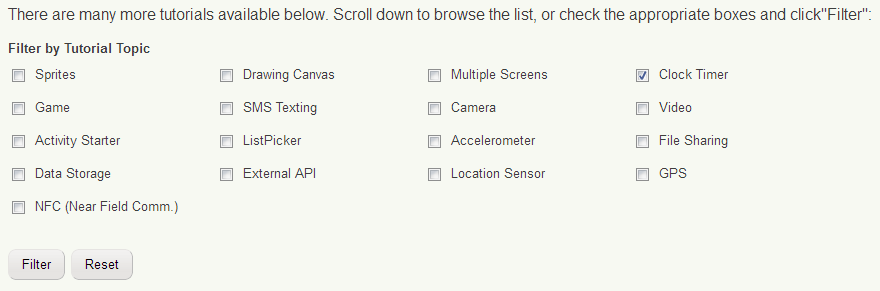 There are many more tutorials available below. Scroll down to browse the list, or check the appropriate boxes and click"Filter":
Filter by Tutorial Topic
Sprites Drawing Canvas Multiple Screens Clock Timer
Game SMS Texting Camera Video
Activity Starter ListPicker Accelerometer File Sharing
Data Storage External API Location Sensor GPS
NFC (Near Field Comm.)
Filter Reset